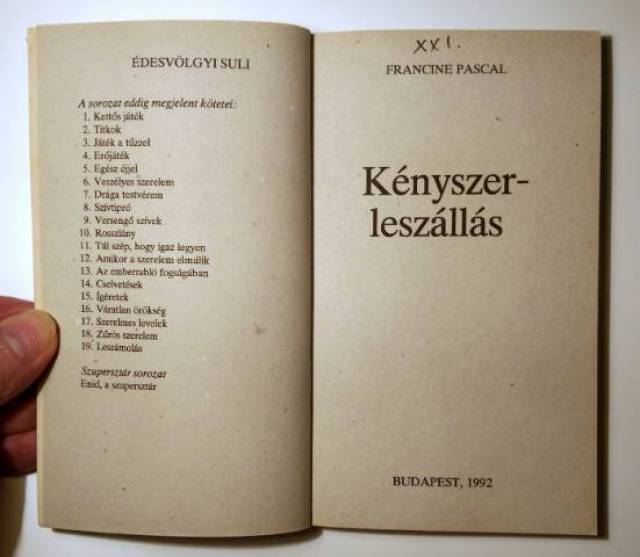 ÉDESVÖLGYI SULI
A sorozat eddig megjelent kötetei:
1. Kettős játék
2. Titkok
3. Játék a tűzzel
4. Erőjáték
5. Egész éjjel
6. Veszélyes szerelem
7. Drága testvérem
8. Szívtipró
9. Versengő szívek
10. Rosszlány
11. Túl szép, hogy igaz legyen
12. Amikor a szerelem elmúlik
13. Az emberrabló fogságában
14. Cselvetések
15. Ígéretek
16. Váratlan örökség
17. Szerelmes levelek
18. Zűrös szerelem
19. Leszámolás
Szupersztár sorozat
Enid, a szupersztár
XXI.
FRANCINE PASCAL
Kényszer-
leszállás
BUDAPEST, 1992